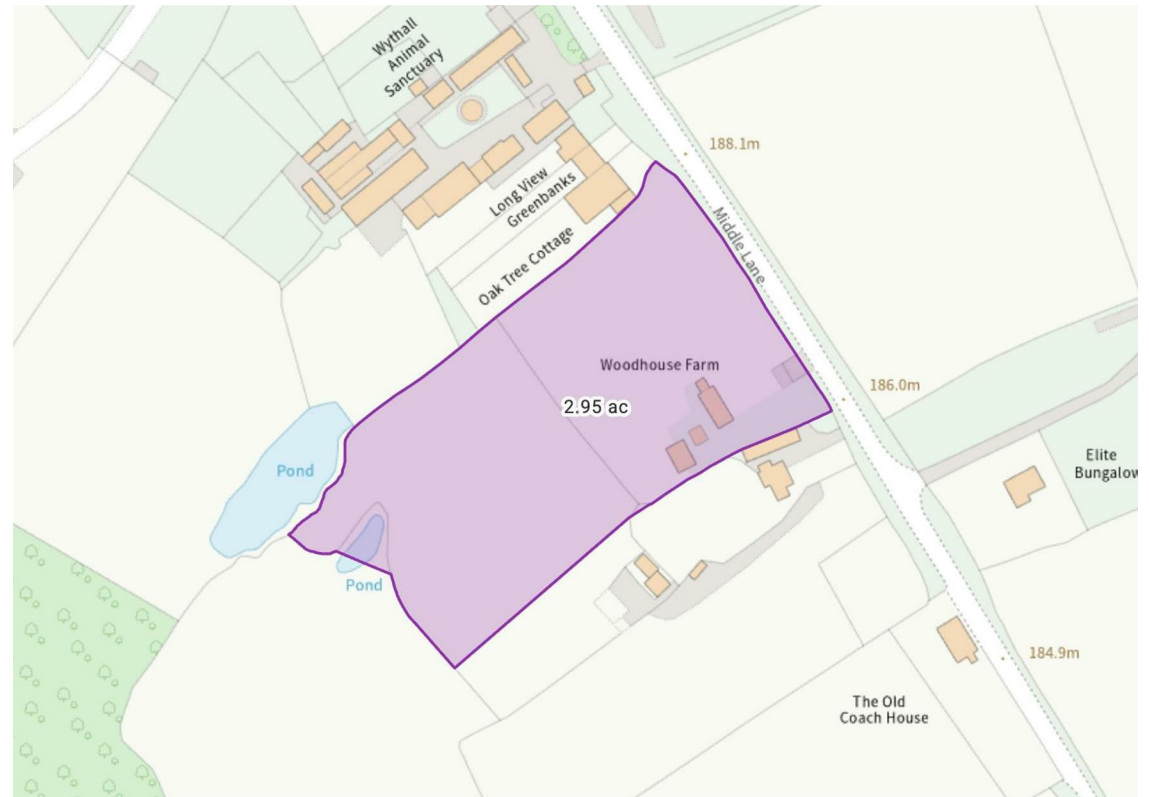 Wythall
Animal
Sanctuary
188.1m
Long View
Greenbanks
Middle Lane
Oak Tree Cottage
Woodhouse Farm
186.0m
2.95 ac
Elite
Bungalow
Pond
Pond
184.9m
The Old
Coach House